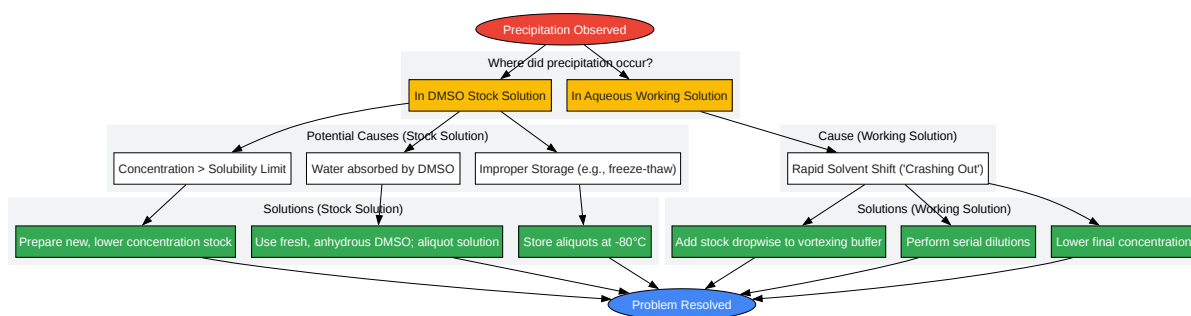 Precipitation Observed
Where did precipitation occur?
In DMSO Stock Solution
In Aqueous Working Solution
Potential Causes (Stock Solution)
Cause (Working Solution)
Concentration > Solubility Limit
Water absorbed by DMSO
Improper Storage (e.g., freeze-thaw)
Rapid Solvent Shift ('Crashing Out')
Solutions (Stock Solution)
Solutions (Working Solution)
Prepare new, lower concentration stock
Use fresh, anhydrous DMSO; aliquot solution
Store aliquots at -80°C
Add stock dropwise to vortexing buffer
Perform serial dilutions
Lower final concentration
Problem Resolved